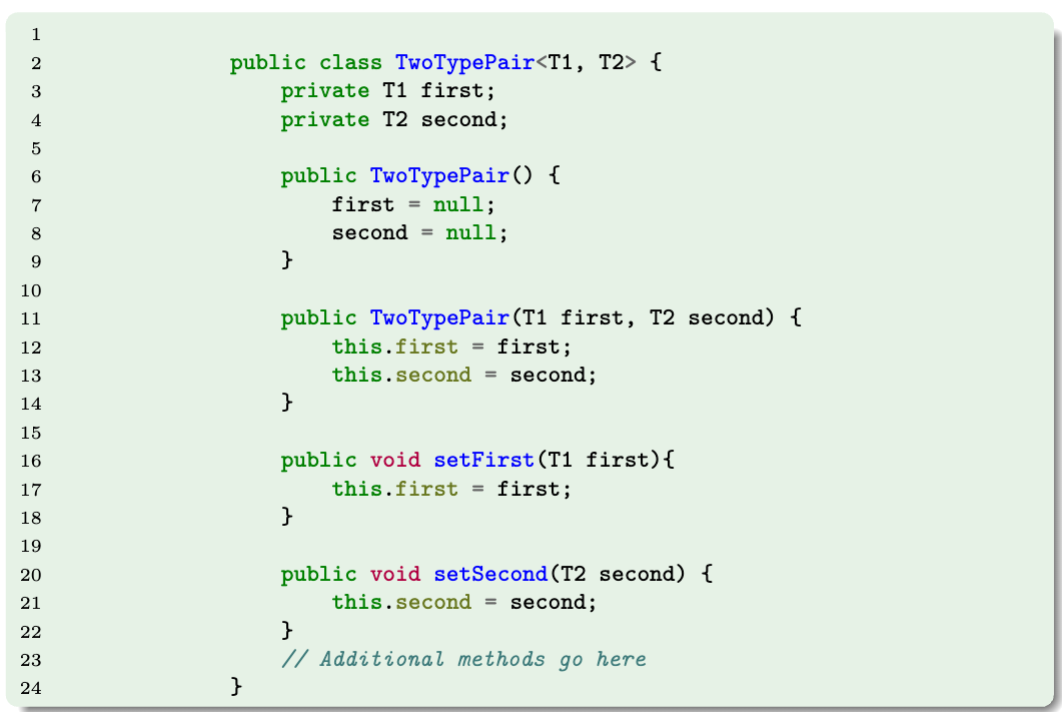 1
2 public class TwoTypePair<T1, T2> {
3 private T1 first;
4 private T2 second;
5
6 public TwoTypePair() {
7 first = null;
8 second = null;
9 }
10
11 public TwoTypePair(T1 first, T2 second) {
12 this.first = first;
13 this.second = second;
14 }
15
16 public void setFirst(T1 first){
17 this.first = first;
18 }
19
20 public void setSecond(T2 second) {
21 this.second = second;
22 }
23 // Additional methods go here
24 }